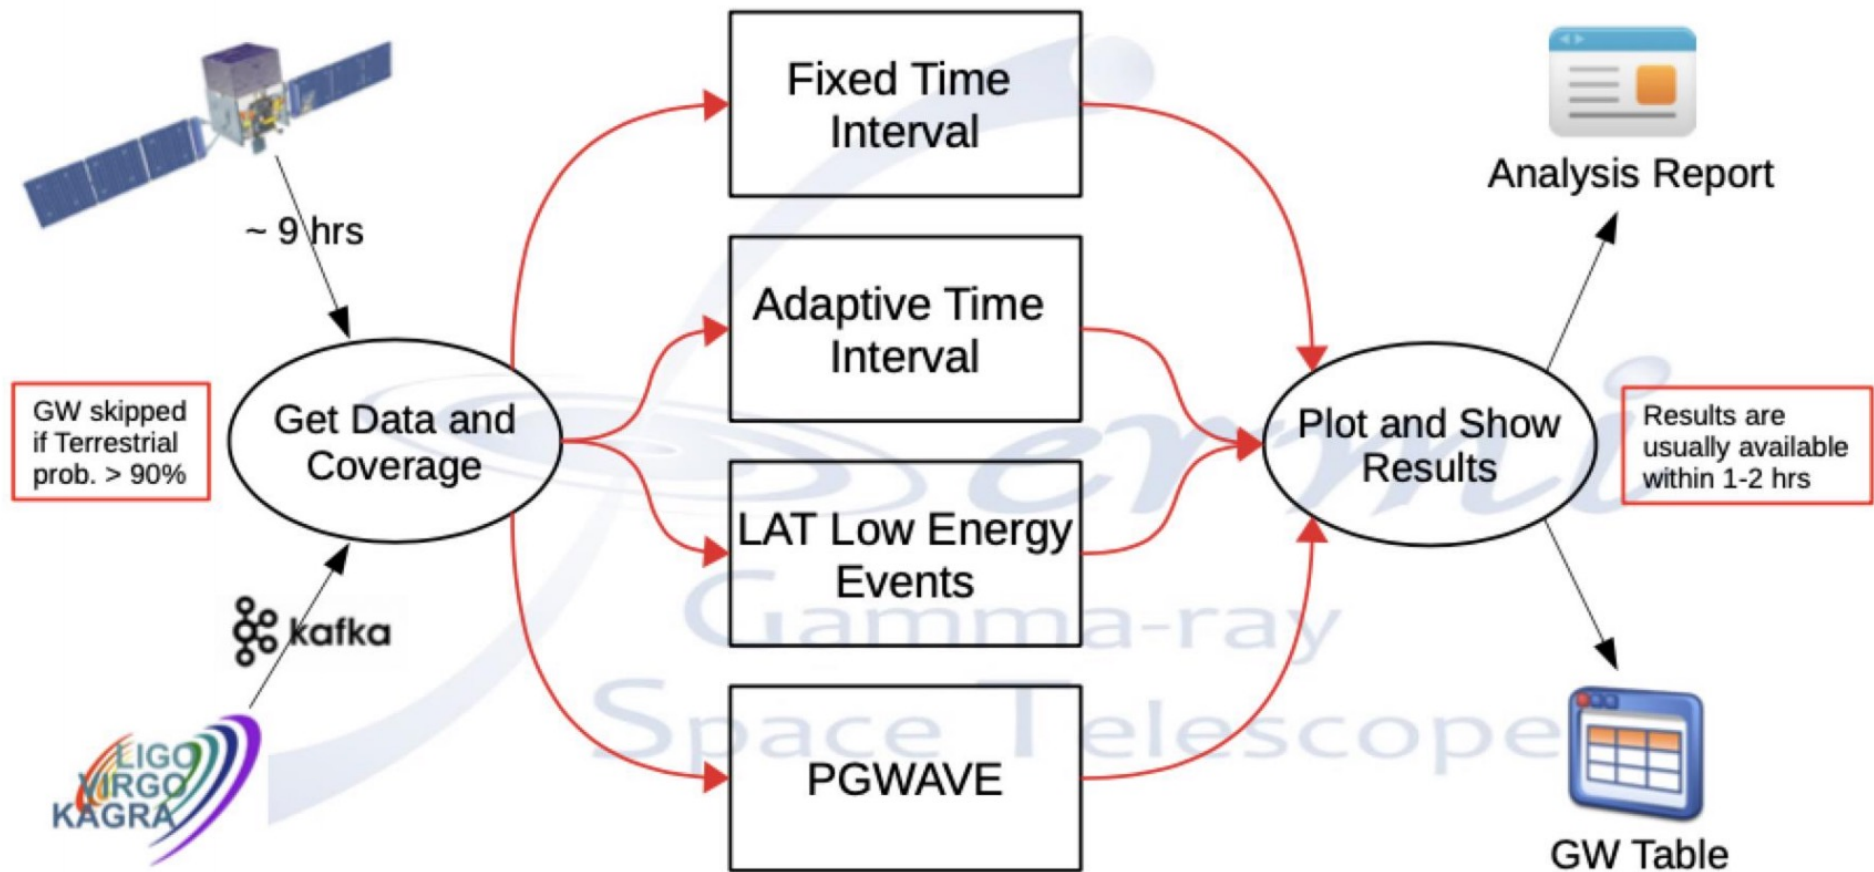 ~ 9 hrs
GW skipped
if Terrestrial
prob. > 90%
Get Data and
Coverage
kafka
LIGO
VIRGO
KAGRA
Fixed Time
Interval
Adaptive Time
Interval
LAT Low Energy
Events
PGWAVE
Fermi
Gamma-ray
Space Telescope
Plot and Show
Results
Analysis Report
Results are
usually available
within 1-2 hrs
GW Table